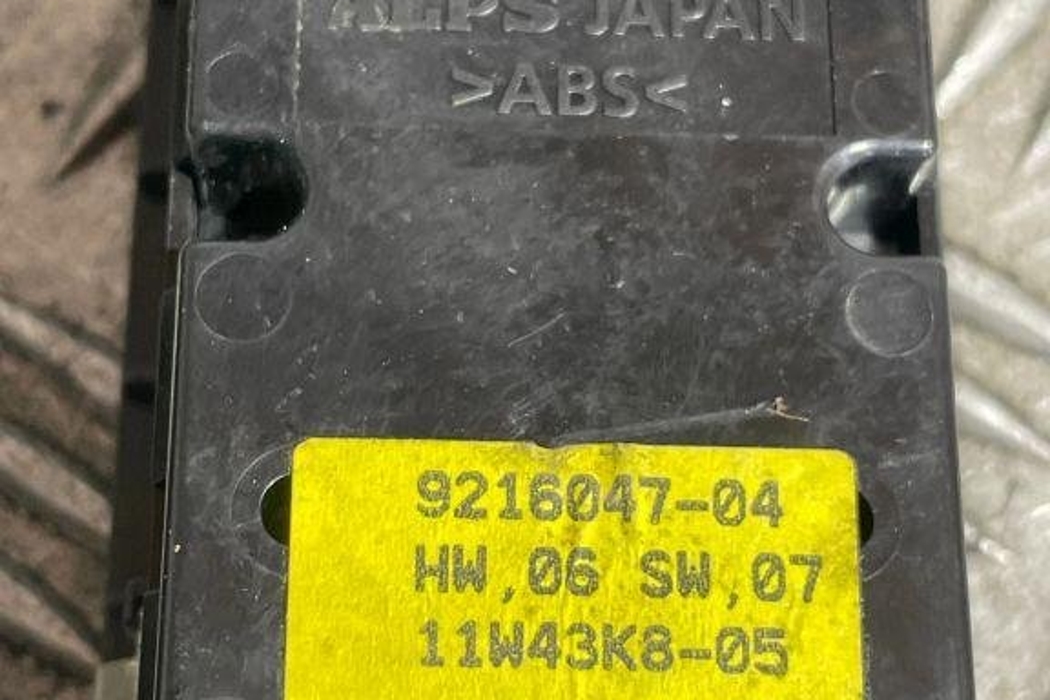 ALPS JAPAN
>ABS<
9216047-04
HW,06 SW,07
11W43K8-05